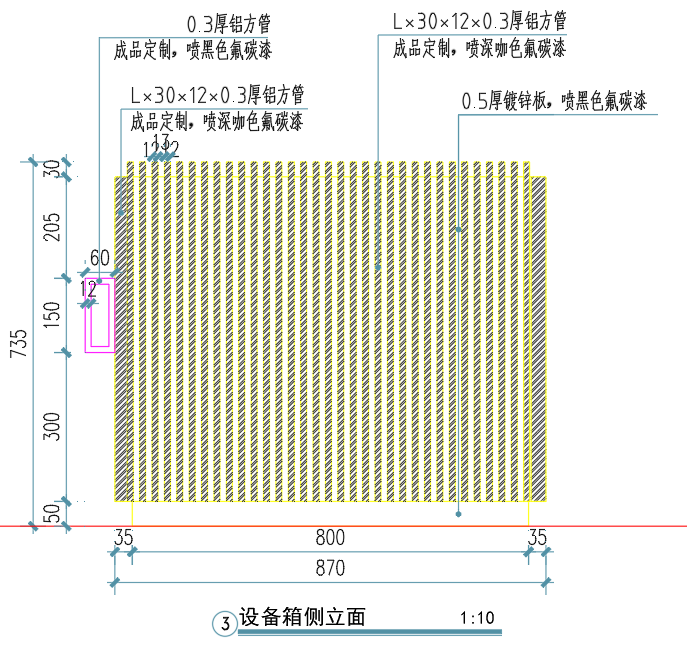 0.3厚铝方管
成品定制，喷黑色氟碳漆
L×30×12×0.3厚铝方管
成品定制，喷深咖色氟碳漆
L×30×12×0.3厚铝方管
成品定制，喷深咖色氟碳漆
0.5厚镀锌板，喷黑色氟碳漆
13
12
12
30
205
60
12
150
735
300
50
35
800
35
870
3 设备箱侧立面 1:10